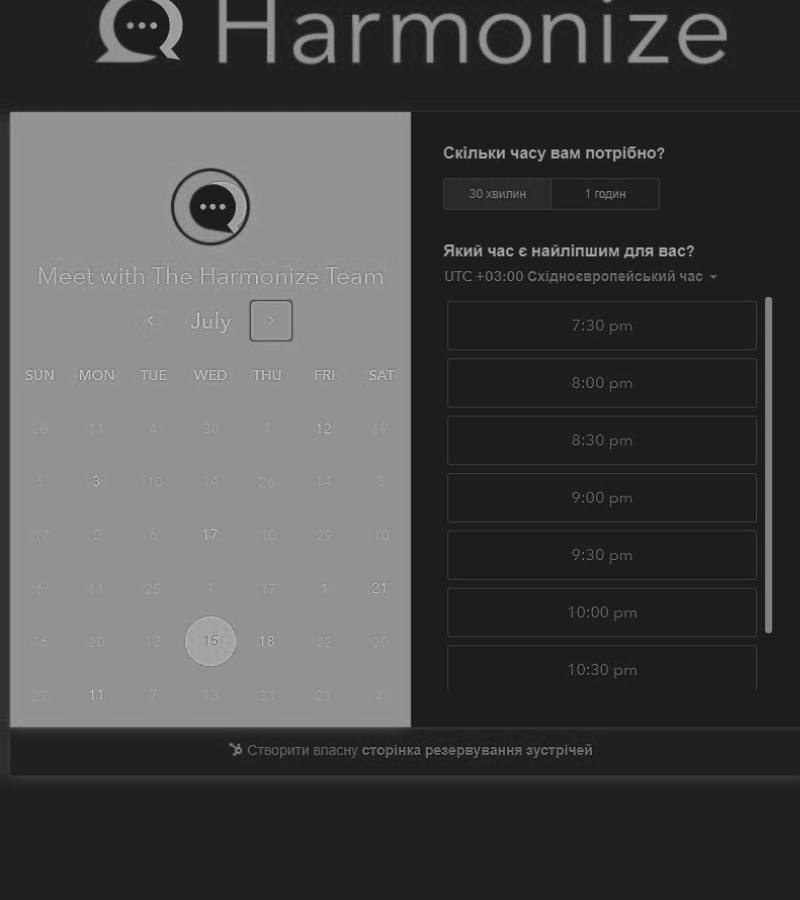 Harmonize
Meet with The Harmonize Team
July
SUN MON TUE WED THU FRI SAT
28 11 4 30 1 12 19
6 3 10 14 26 14 8
17 2 6 17 10 29 10
6 11 25 1 17 1 21
16 20 12 15 18 22 20
27 11 7 13 31 21 4
Скільки часу вам потрібно?
30 хвилин 1 годин
Який час є найліпшим для вас?
UTC +03:00 Східноєвропейський час
7:30 pm
8:00 pm
8:30 pm
9:00 pm
9:30 pm
10:00 pm
10:30 pm
Створити власну сторінка резервування зустрічей